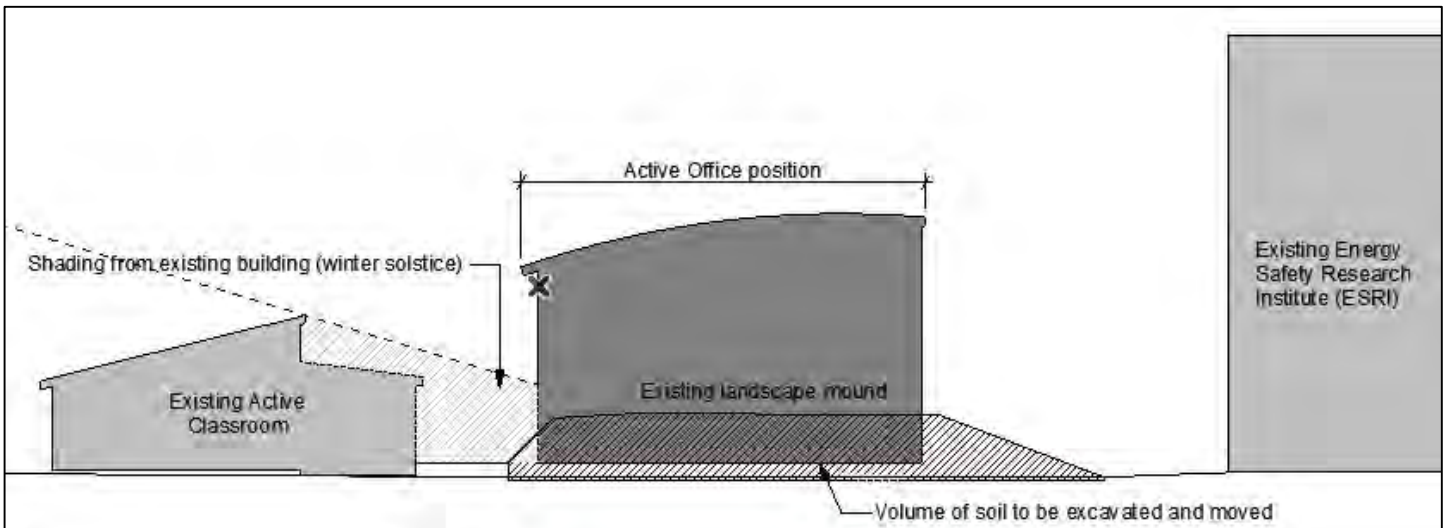 Active Office position
Shading from existing building (winter solstice)
Existing Energy
Safety Research
Institute (ESRI)
Existing landscape mound
Existing Active
Classroom
Volume of soil to be excavated and moved